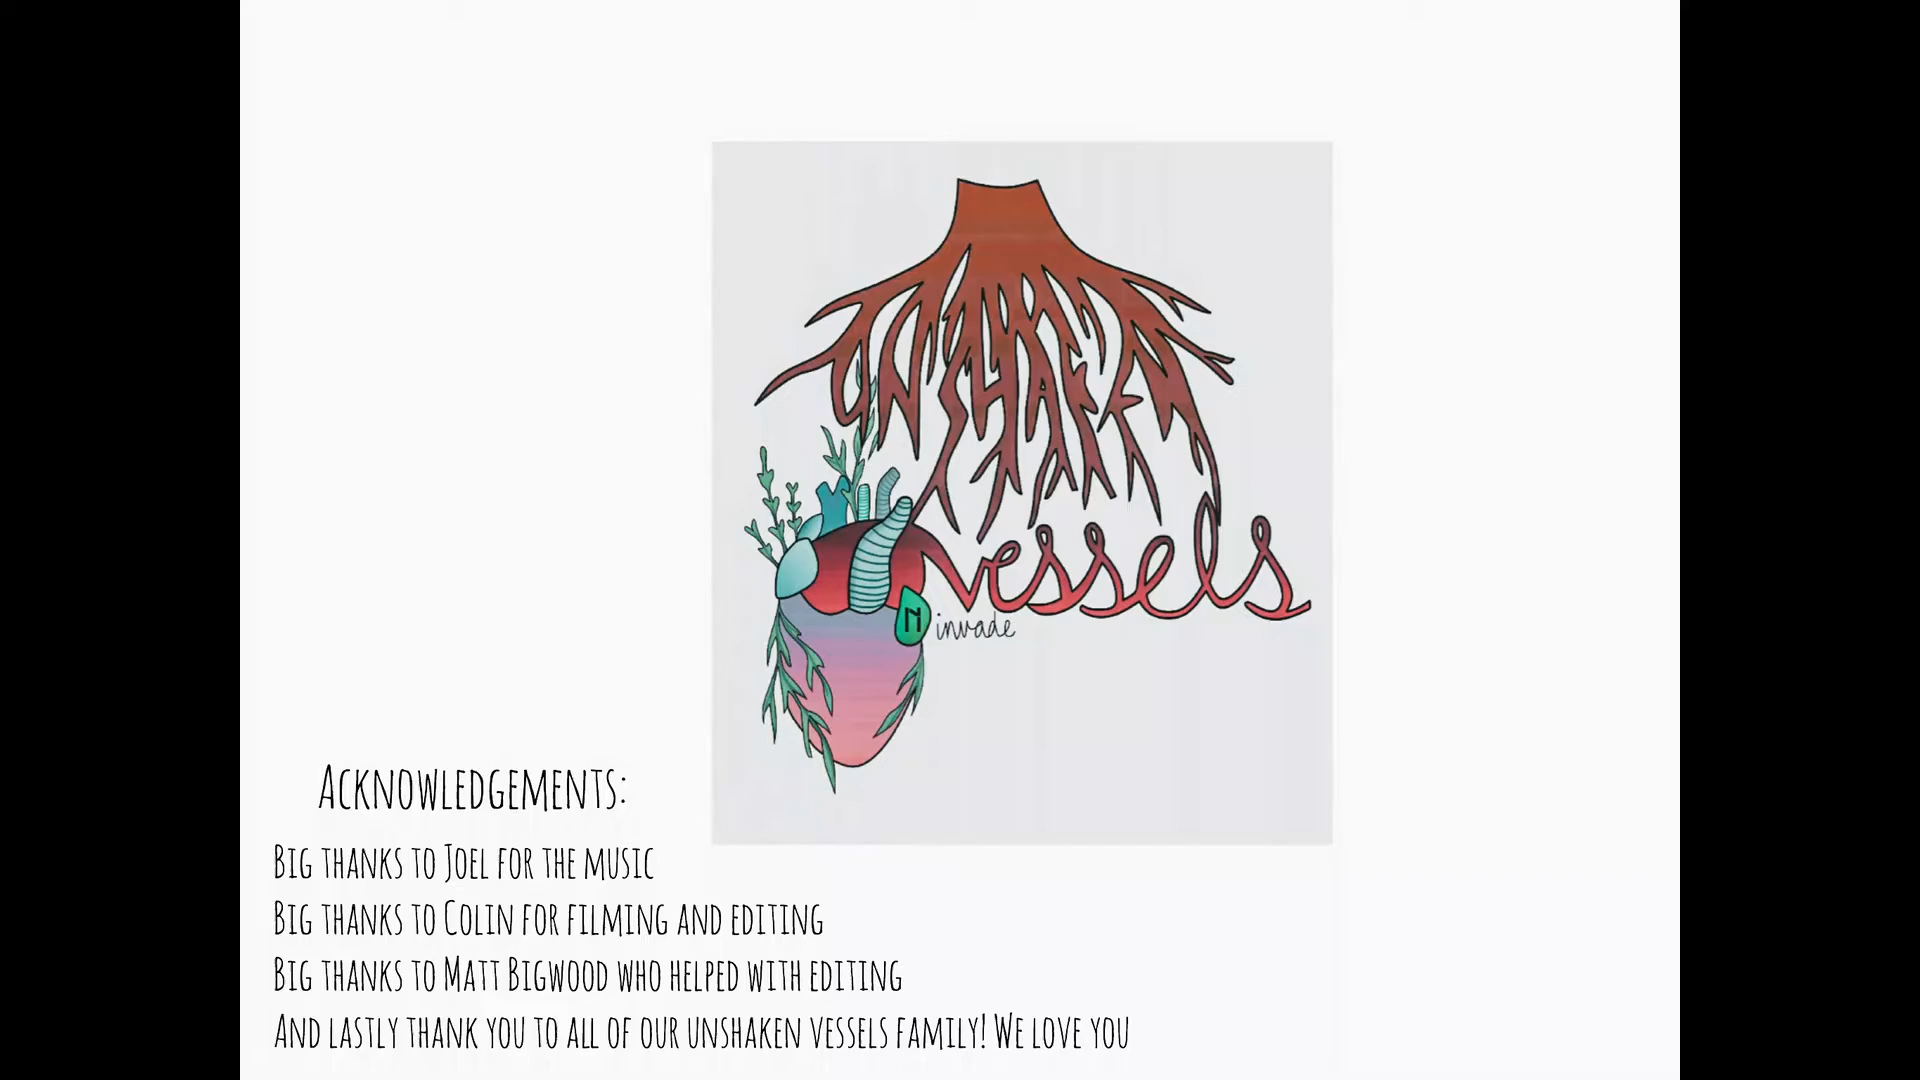 UNSHAKEN
vessels
invade
Acknowledgements:
Big thanks to Joel for the music
Big thanks to Colin for filming and editing
Big thanks to Matt Bigwood who helped with editing
And lastly thank you to all of our unshaken vessels family! We love you